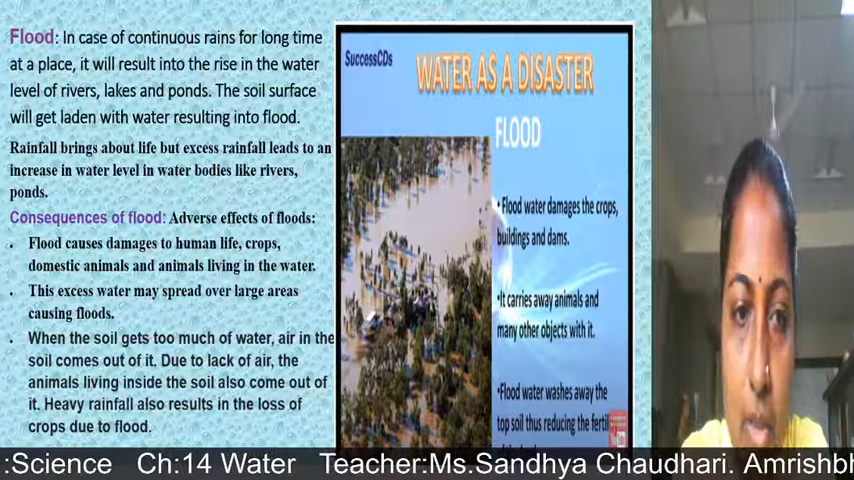 Flood: In case of continuous rains for long time
at a place, it will result into the rise in the water
level of rivers, lakes and ponds. The soil surface
will get laden with water resulting into flood.
Rainfall brings about life but excess rainfall leads to an
increase in water level in water bodies like rivers,
ponds.
Consequences of flood: Adverse effects of floods:
Flood causes damages to human life, crops,
domestic animals and animals living in the water.
This excess water may spread over large areas
causing floods.
When the soil gets too much of water, air in the
soil comes out of it. Due to lack of air, the
animals living inside the soil also come out of
it. Heavy rainfall also results in the loss of
crops due to flood.
SuccessCDs
WATER AS A DISASTER
FLOOD
• Flood water damages the crops,
buildings and dams.
•It carries away animals and
many other objects with it.
•Flood water washes away the
top soil thus reducing the
:Science Ch:14 Water Teacher:Ms.Sandhya Chaudhari.